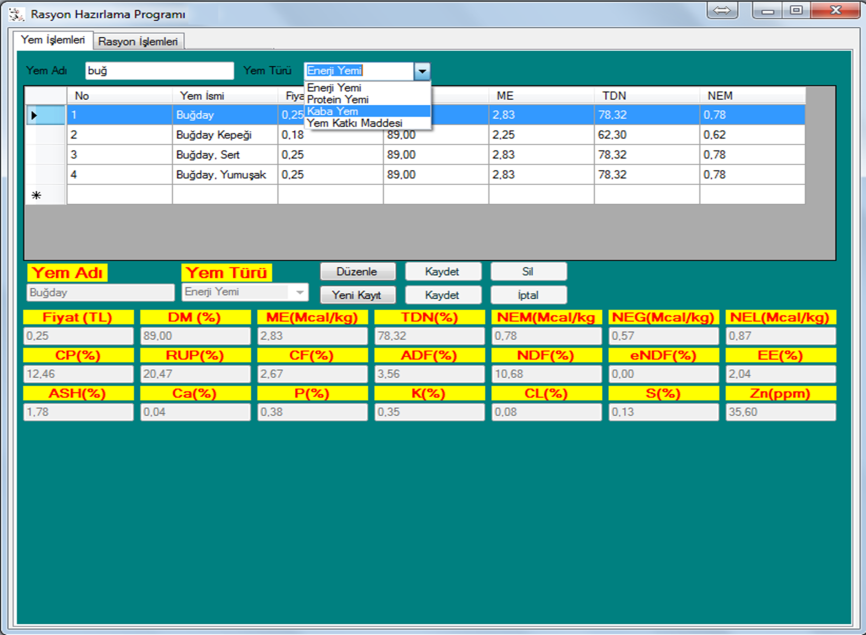 Rasyon Hazırlama Programı
Yem İşlemleri Rasyon İşlemleri
Yem Adı buğ Yem Türü Enerji Yemi
Enerji Yemi
Protein Yemi
Kaba Yem
Yem Katkı Maddesi
No Yem İsmi Fiya ME TDN NEM
1 Buğday 0,25 2,83 78,32 0,78
2 Buğday Kepeği 0,18 89,00 2,25 62,30 0,62
3 Buğday, Sert 0,25 89,00 2,83 78,32 0,78
4 Buğday, Yumuşak 0,25 89,00 2,83 78,32 0,78
Yem Adı Yem Türü Düzenle Kaydet Sil
Buğday Enerji Yemi Yeni Kayıt Kaydet İptal
Fiyat (TL) DM (%) ME(Mcal/kg) TDN(%) NEM(Mcal/kg NEG(Mcal/kg) NEL(Mcal/kg)
0,25 89,00 2,83 78,32 0,78 0,57 0,87
CP(%) RUP(%) CF(%) ADF(%) NDF(%) eNDF(%) EE(%)
12,46 20,47 2,67 3,56 10,68 0,00 2,04
ASH(%) Ca(%) P(%) K(%) CL(%) S(%) Zn(ppm)
1,78 0,04 0,38 0,35 0,08 0,13 35,60